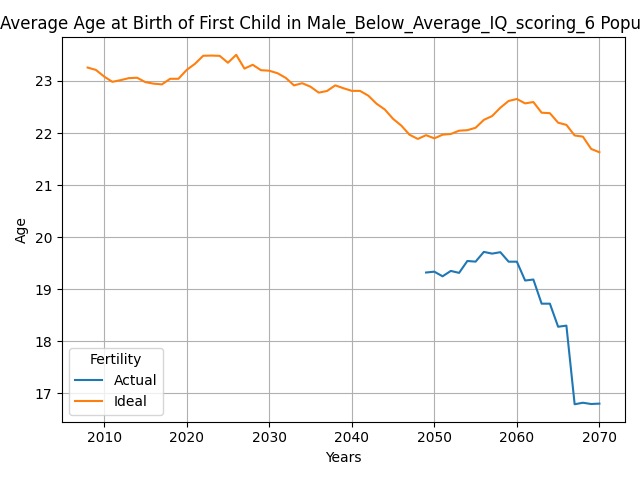 Average Age at Birth of First Child in Male_Below_Average_IQ_scoring_6 Popu
Age
23
22
21
20
19
18
17
Fertility
Actual
Ideal
2010 2020 2030 2040 2050 2060 2070
Years